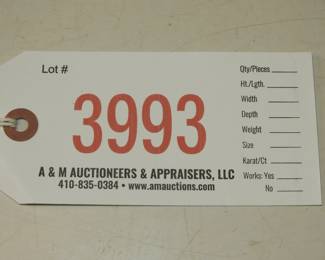 Lot #
3993
A & M AUCTIONEERS & APPRAISERS, LLC
410-835-0384 • www.amauctions.com
Qty/Pieces
Ht./Lgth.
Width
Depth
Weight
Size
Karat/Ct
Works: Yes
No